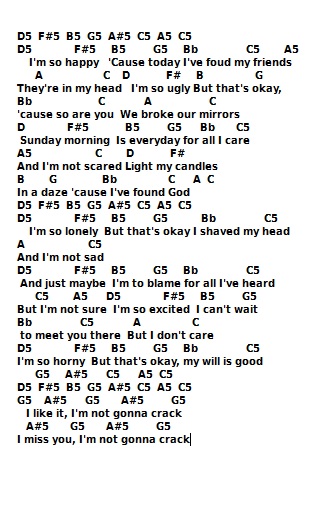 D5 F#5 B5 G5 A#5 C5 A5 C5
D5 F#5 B5 G5 Bb C5 A5
I'm so happy 'Cause today I've foud my friends
A C D F# B G
They're in my head I'm so ugly But that's okay,
Bb C A C
'cause so are you We broke our mirrors
D F#5 B5 G5 Bb C5
Sunday morning Is everyday for all I care
A5 C D F#
And I'm not scared Light my candles
B G Bb C A C
In a daze 'cause I've found God
D5 F#5 B5 G5 A#5 C5 A5 C5
D5 F#5 B5 G5 Bb C5
I'm so lonely But that's okay I shaved my head
A C5
And I'm not sad
D5 F#5 B5 G5 Bb C5
And just maybe I'm to blame for all I've heard
C5 A5 D5 F#5 B5 G5
But I'm not sure I'm so excited I can't wait
Bb C5 A C
to meet you there But I don't care
D5 F#5 B5 G5 Bb C5
I'm so horny But that's okay, my will is good
G5 A#5 C5 A5 C5
D5 F#5 B5 G5 A#5 C5 A5 C5
G5 A#5 G5 A#5 G5
I like it, I'm not gonna crack
A#5 G5 A#5 G5
I miss you, I'm not gonna crack